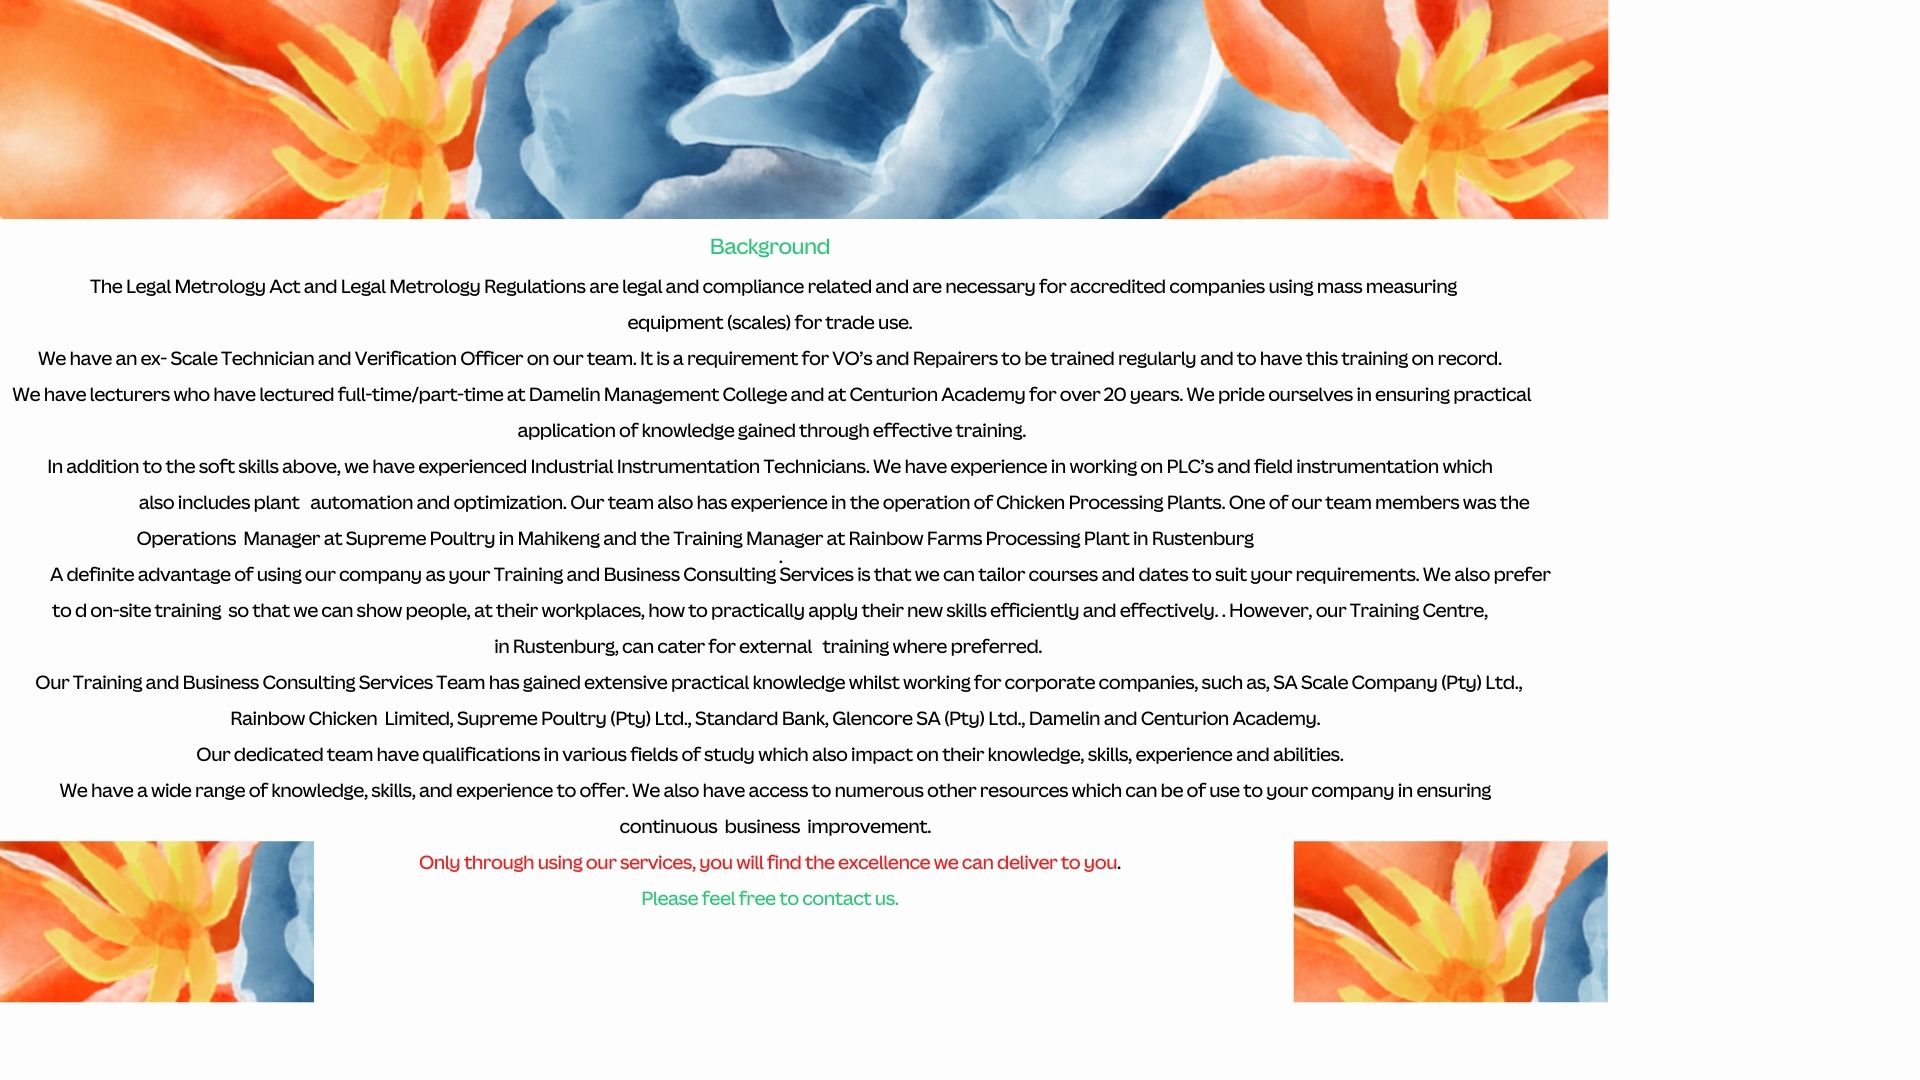 Background
The Legal Metrology Act and Legal Metrology Regulations are legal and compliance related and are necessary for accredited companies using mass measuring
equipment (scales) for trade use.
We have an ex- Scale Technician and Verification Officer on our team. It is a requirement for VO’s and Repairers to be trained regularly and to have this training on record.
We have lecturers who have lectured full-time/part-time at Damelin Management College and at Centurion Academy for over 20 years. We pride ourselves in ensuring practical
application of knowledge gained through effective training.
In addition to the soft skills above, we have experienced Industrial Instrumentation Technicians. We have experience in working on PLC’s and field instrumentation which
also includes plant automation and optimization. Our team also has experience in the operation of Chicken Processing Plants. One of our team members was the
Operations Manager at Supreme Poultry in Mahikeng and the Training Manager at Rainbow Farms Processing Plant in Rustenburg
.
A definite advantage of using our company as your Training and Business Consulting Services is that we can tailor courses and dates to suit your requirements. We also prefer
to d on-site training so that we can show people, at their workplaces, how to practically apply their new skills efficiently and effectively. . However, our Training Centre,
in Rustenburg, can cater for external training where preferred.
Our Training and Business Consulting Services Team has gained extensive practical knowledge whilst working for corporate companies, such as, SA Scale Company (Pty) Ltd.,
Rainbow Chicken Limited, Supreme Poultry (Pty) Ltd., Standard Bank, Glencore SA (Pty) Ltd., Damelin and Centurion Academy.
Our dedicated team have qualifications in various fields of study which also impact on their knowledge, skills, experience and abilities.
We have a wide range of knowledge, skills, and experience to offer. We also have access to numerous other resources which can be of use to your company in ensuring
continuous business improvement.
Only through using our services, you will find the excellence we can deliver to you.
Please feel free to contact us.